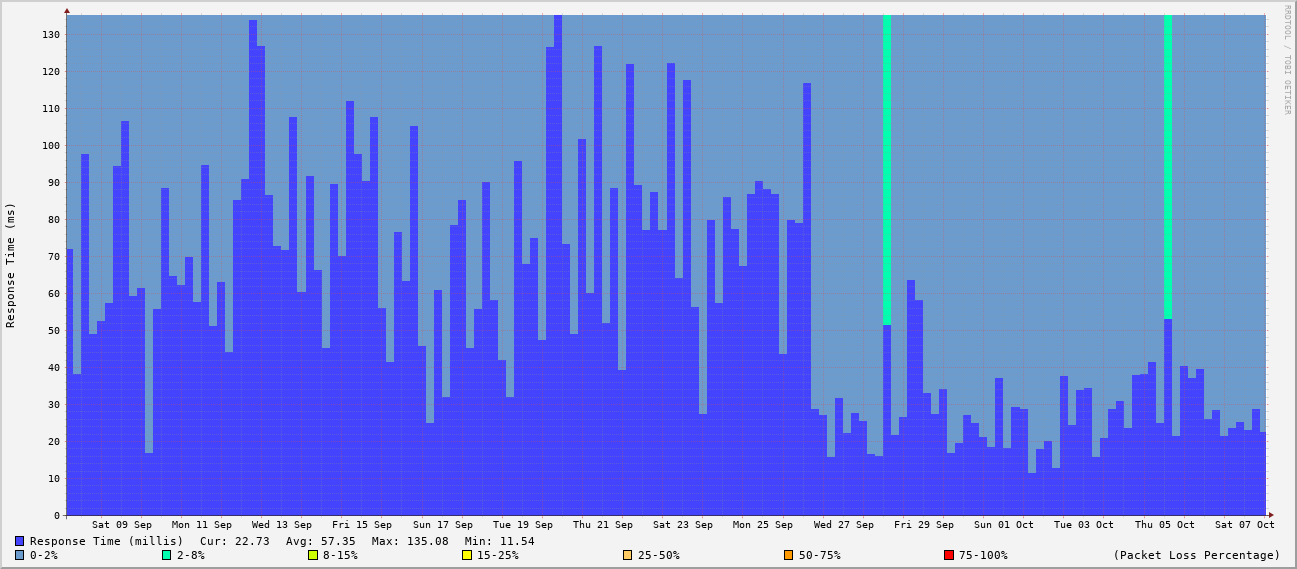 RRDTOOL / TOBI OETIKER
Response Time (ms)
130
120
110
100
90
80
70
60
50
40
30
20
10
0
Sat 09 Sep Mon 11 Sep Wed 13 Sep Fri 15 Sep Sun 17 Sep Tue 19 Sep Thu 21 Sep Sat 23 Sep Mon 25 Sep Wed 27 Sep Fri 29 Sep Sun 01 Oct Tue 03 Oct Thu 05 Oct Sat 07 Oct
Response Time (millis) Cur: 22.73 Avg: 57.35 Max: 135.08 Min: 11.54
0-2% 2-8% 8-15% 15-25% 25-50% 50-75% 75-100% (Packet Loss Percentage)